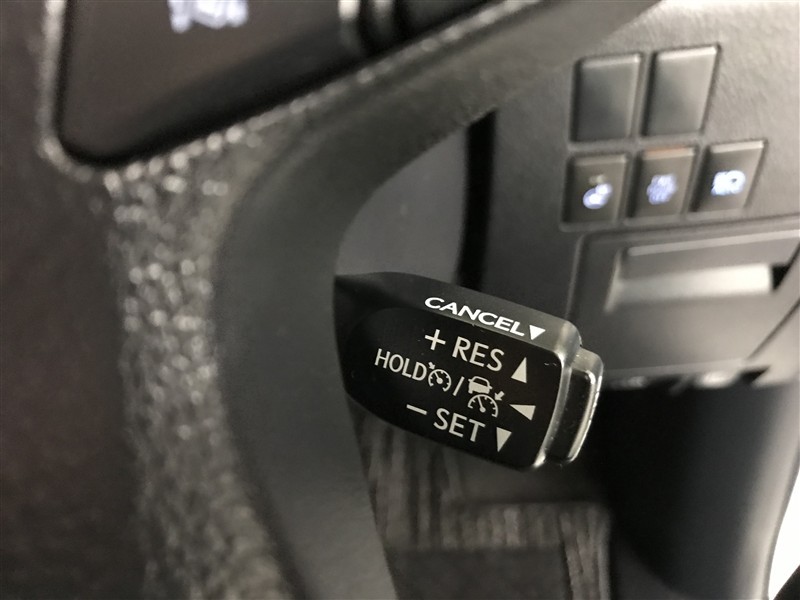 CANCEL▼
+ RES ▲
HOLD /
− SET ▼